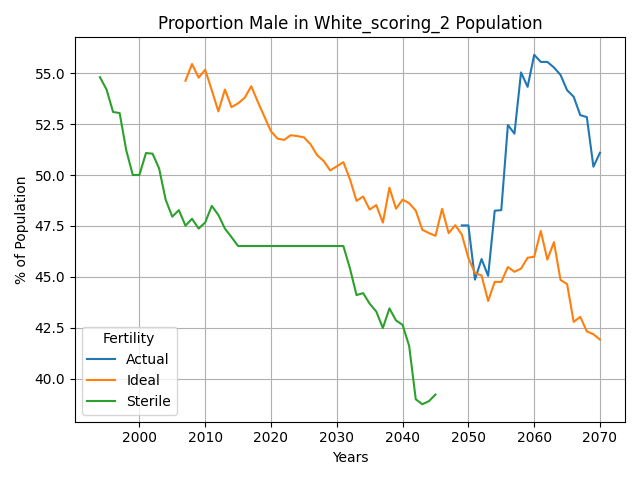 Proportion Male in White_scoring_2 Population
% of Population
55.0
52.5
50.0
47.5
45.0
42.5
40.0
Fertility
Actual
Ideal
Sterile
2000 2010 2020 2030 2040 2050 2060 2070
Years